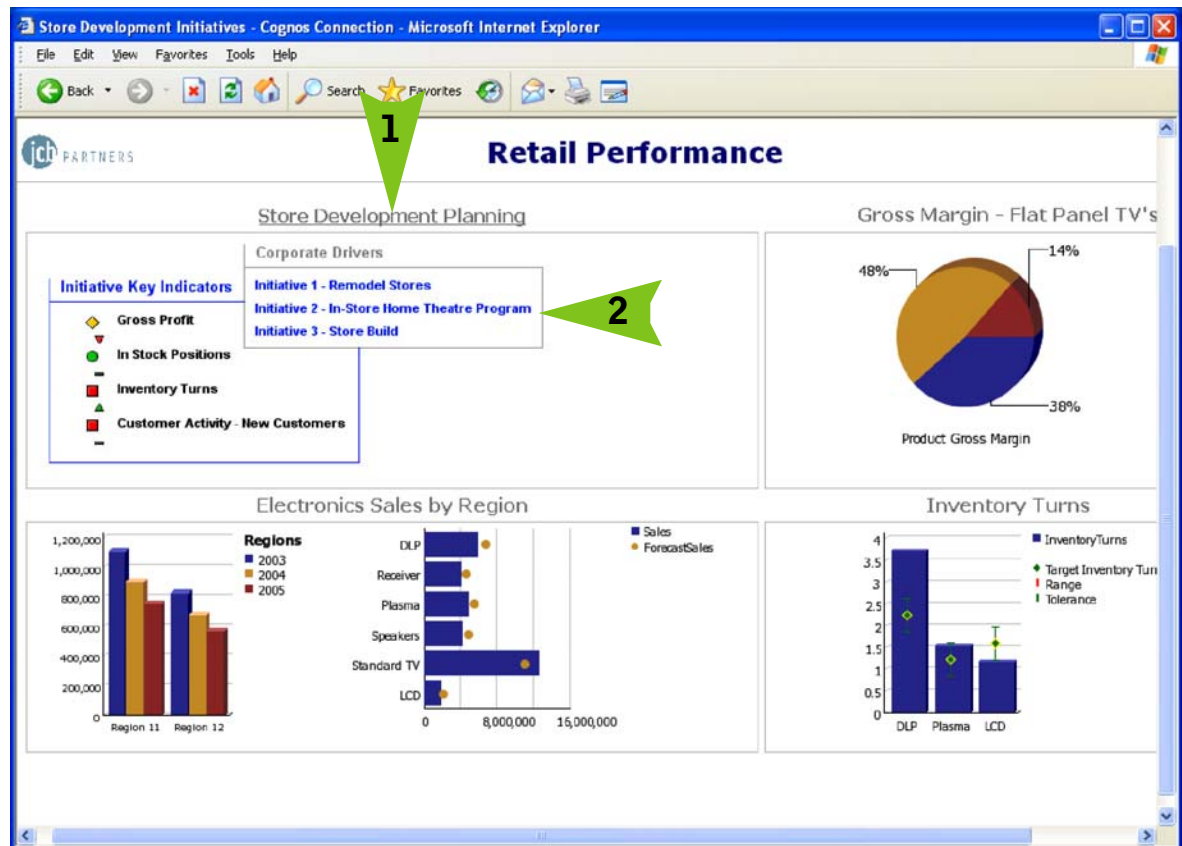 Store Development Initiatives - Cognos Connection - Microsoft Internet Explorer
File Edit View Favorites Tools Help
Back Search Favorites
1
jcb PARTNERS
Retail Performance
Store Development Planning
Corporate Drivers
Initiative 1 - Remodel Stores
Initiative 2 - In-Store Home Theatre Program
Initiative 3 - Store Build
2
Initiative Key Indicators
Gross Profit
In Stock Positions
Inventory Turns
Customer Activity - New Customers
Gross Margin - Flat Panel TV's
14%
48%
38%
Product Gross Margin
Electronics Sales by Region
1,200,000
1,000,000
800,000
600,000
400,000
200,000
0
Region 11 Region 12
Regions
2003
2004
2005
DLP
Receiver
Plasma
Speakers
Standard TV
LCD
0 8,000,000 16,000,000
Sales
ForecastSales
Inventory Turns
4
3.5
3
2.5
2
1.5
1
0.5
0
DLP Plasma LCD
InventoryTurns
Target Inventory Turn
Range
Tolerance